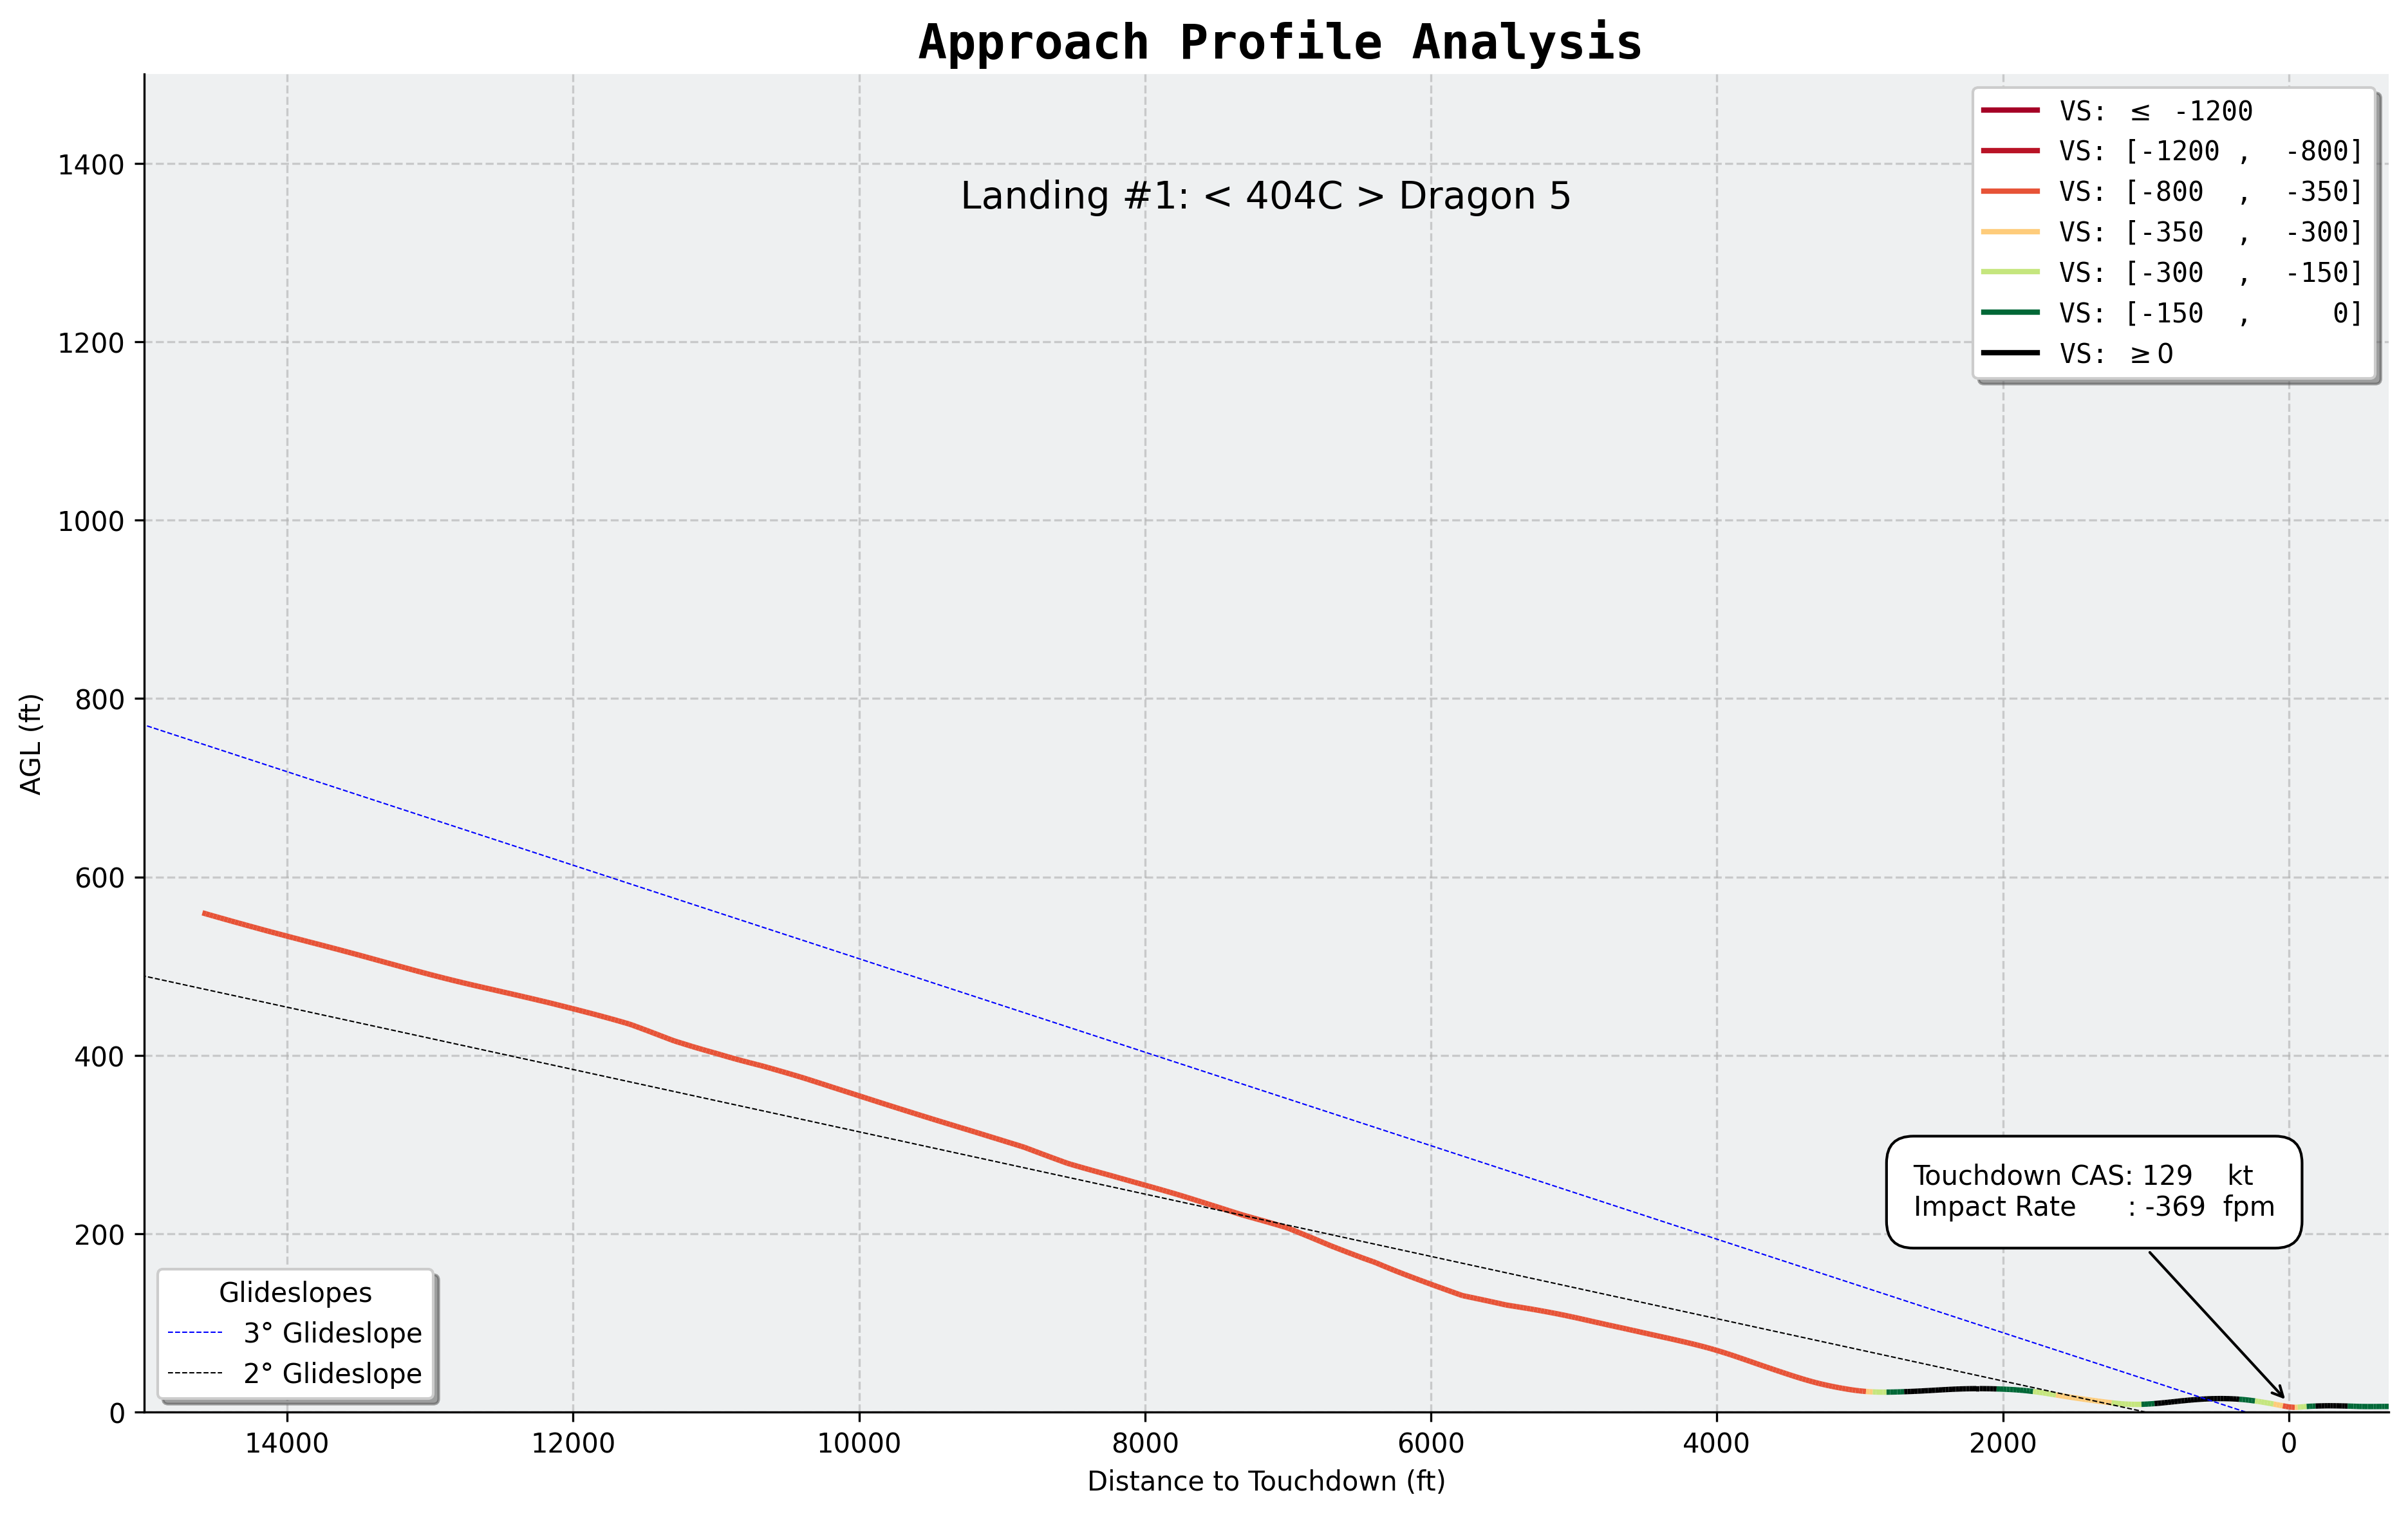 Approach Profile Analysis
Landing #1: < 404C > Dragon 5
VS: ≤ -1200
VS: [-1200 , -800]
VS: [-800 , -350]
VS: [-350 , -300]
VS: [-300 , -150]
VS: [-150 , 0]
VS: ≥0
AGL (ft)
1400
1200
1000
800
600
400
200
0
Touchdown CAS: 129 kt
Impact Rate : -369 fpm
Glideslopes
3° Glideslope
2° Glideslope
14000 12000 10000 8000 6000 4000 2000 0
Distance to Touchdown (ft)